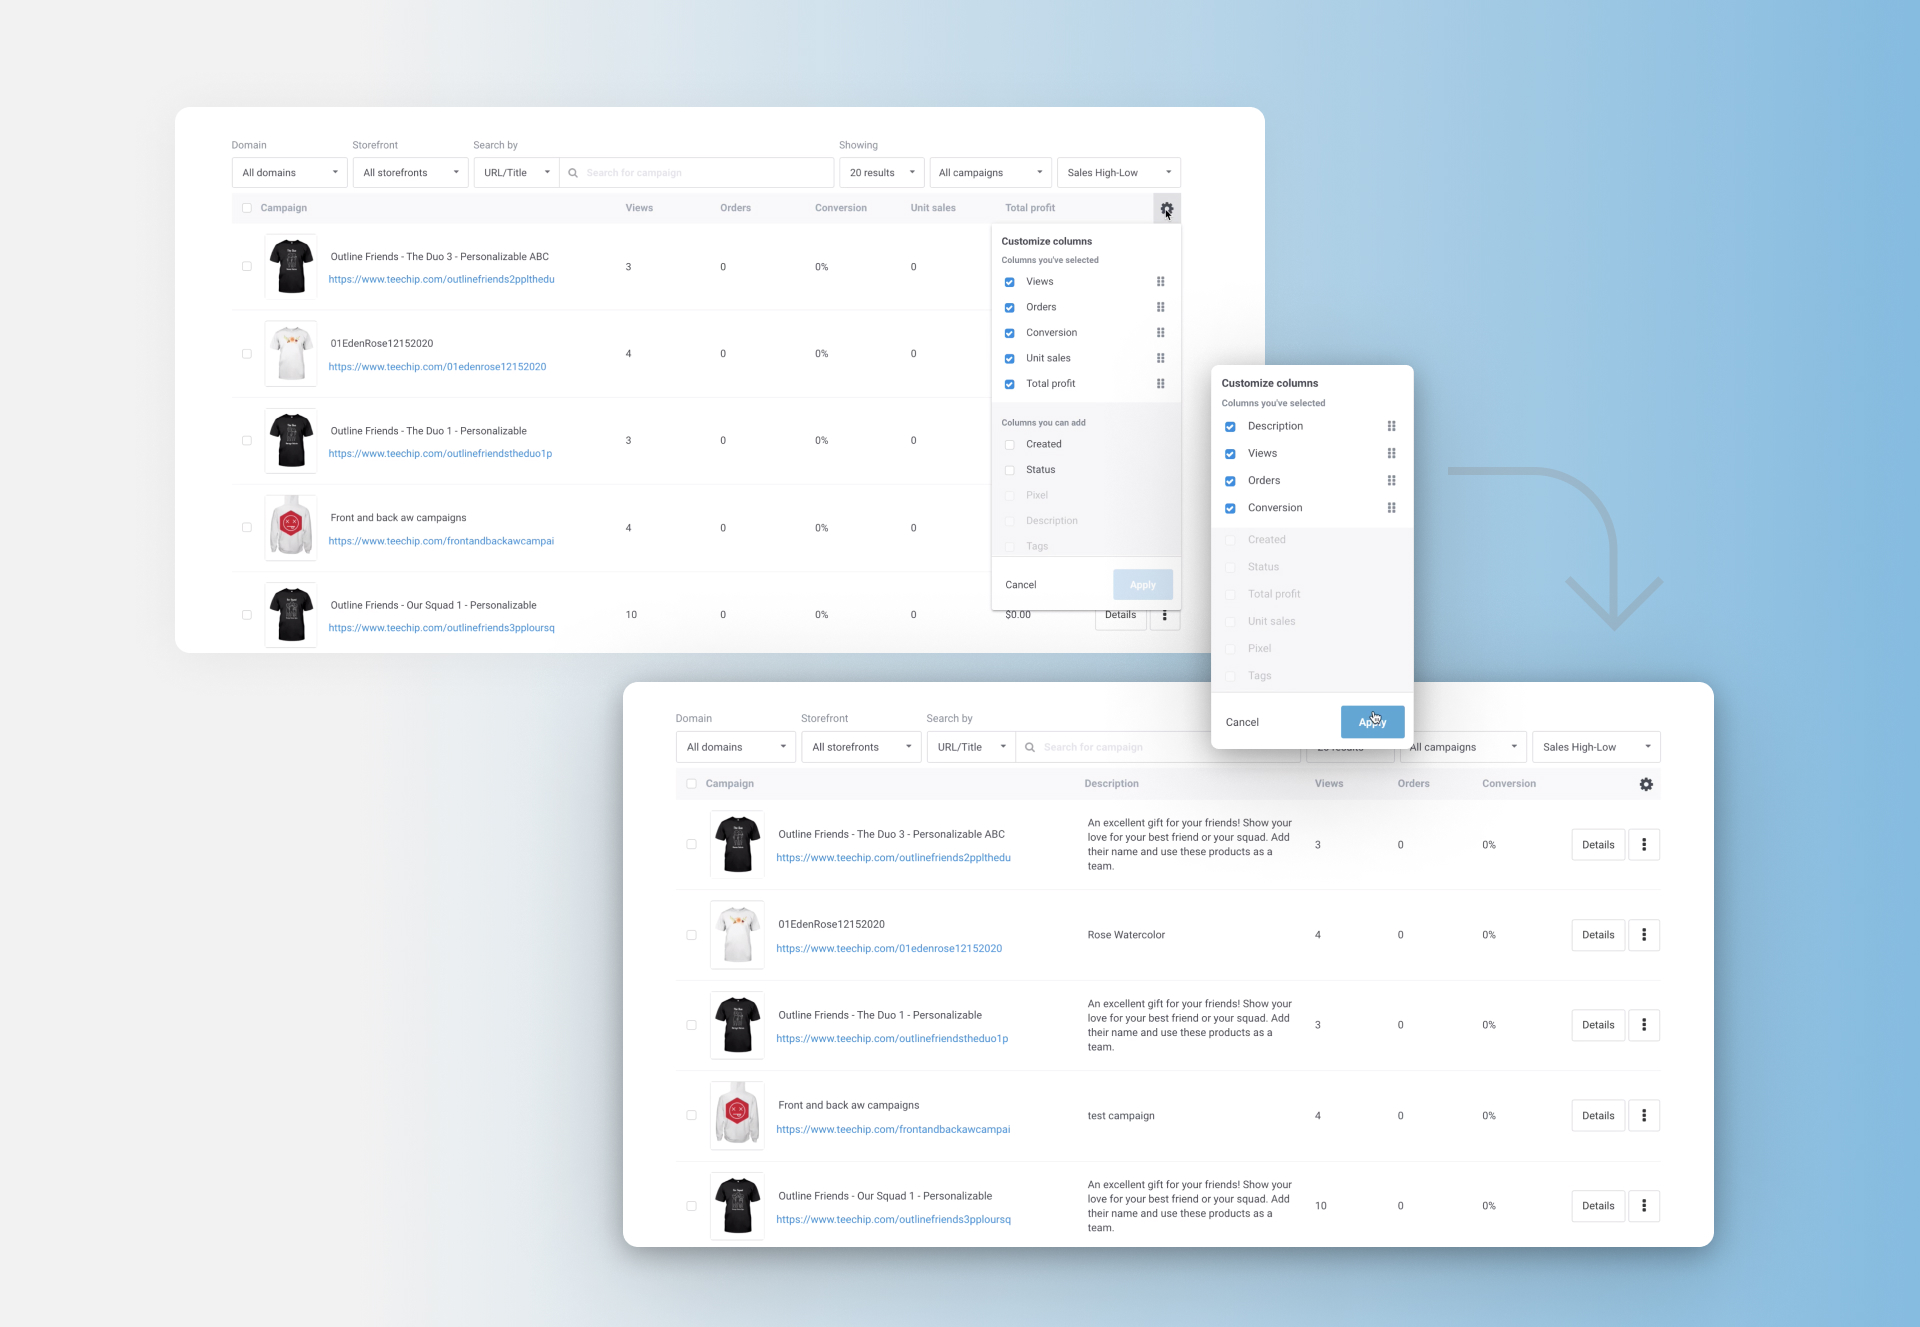 Domain Storefront Search by Showing
All domains All storefronts URL/Title Search for campaign 20 results All campaigns Sales High-Low
Campaign Views Orders Conversion Unit sales Total profit
Outline Friends - The Duo 3 - Personalizable ABC
https://www.teechip.com/outlinefriends2pplthedu
3 0 0% 0
01EdenRose12152020
https://www.teechip.com/01edenrose12152020
4 0 0% 0
Outline Friends - The Duo 1 - Personalizable
https://www.teechip.com/outlinefriendstheduo1p
3 0 0% 0
Front and back aw campaigns
https://www.teechip.com/frontandbackawcampai
4 0 0% 0
Outline Friends - Our Squad 1 - Personalizable
https://www.teechip.com/outlinefriends3pploursq
10 0 0% 0 $0.00 Details
Customize columns
Columns you've selected
Views
Orders
Conversion
Unit sales
Total profit
Columns you can add
Created
Status
Pixel
Description
Tags
Cancel Apply
Customize columns
Columns you've selected
Description
Views
Orders
Conversion
Created
Status
Total profit
Unit sales
Pixel
Tags
Cancel Apply
Domain Storefront Search by
All domains All storefronts URL/Title Search for campaign 20 results All campaigns Sales High-Low
Campaign Description Views Orders Conversion
Outline Friends - The Duo 3 - Personalizable ABC
https://www.teechip.com/outlinefriends2pplthedu
An excellent gift for your friends! Show your
love for your best friend or your squad. Add
their name and use these products as a
team.
3 0 0% Details
01EdenRose12152020
https://www.teechip.com/01edenrose12152020
Rose Watercolor
4 0 0% Details
Outline Friends - The Duo 1 - Personalizable
https://www.teechip.com/outlinefriendstheduo1p
An excellent gift for your friends! Show your
love for your best friend or your squad. Add
their name and use these products as a
team.
3 0 0% Details
Front and back aw campaigns
https://www.teechip.com/frontandbackawcampai
test campaign
4 0 0% Details
Outline Friends - Our Squad 1 - Personalizable
https://www.teechip.com/outlinefriends3pploursq
An excellent gift for your friends! Show your
love for your best friend or your squad. Add
their name and use these products as a
team.
10 0 0% Details